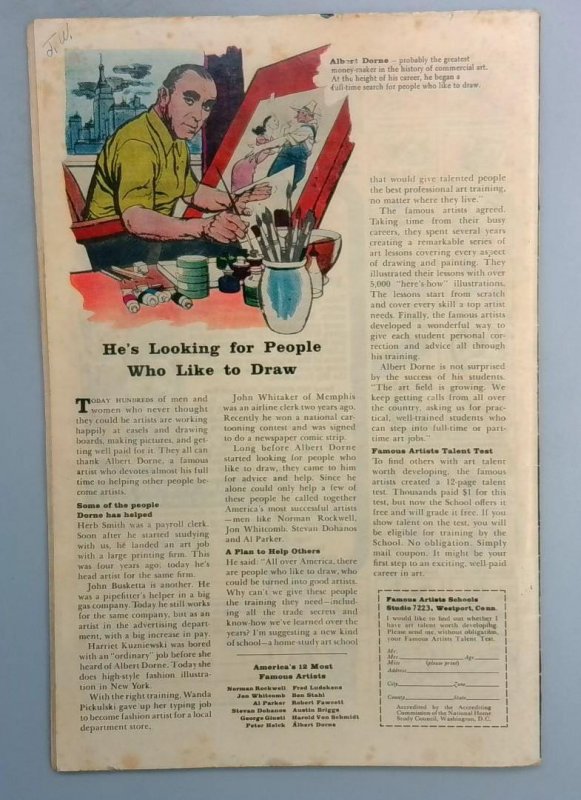 J.W.
Albert Dorne – probably the greatest
money-maker in the history of commercial art.
At the height of his career, he began a
full-time search for people who like to draw.
He's Looking for People
Who Like to Draw
TODAY HUNDREDS of men and
women who never thought
they could be artists are working
happily at easels and drawing
boards, making pictures, and get-
ting well paid for it. They all can
thank Albert Dorne, a famous
artist who devotes almost his full
time to helping other people be-
come artists.
Some of the people
Dorne has helped
Herb Smith was a payroll clerk.
Soon after he started studying
with us, he landed an art job
with a large printing firm. This
was four years ago; today he's
head artist for the same firm.
John Busketta is another. He
was a pipefitter's helper in a big
gas company. Today he still works
for the same company, but as an
artist in the advertising depart-
ment, with a big increase in pay.
Harriet Kuzniewski was bored
with an "ordinary" job before she
heard of Albert Dorne. Today she
does high-style fashion illustra-
tion in New York.
With the right training, Wanda
Pickulski gave up her typing job
to become fashion artist for a local
department store.
John Whitaker of Memphis
was an airline clerk two years ago.
Recently he won a national car-
tooning contest and was signed
to do a newspaper comic strip.
Long before Albert Dorne
started looking for people who
like to draw, they came to him
for advice and help. Since he
alone could only help a few of
these people he called together
America's most successful artists
—men like Norman Rockwell,
Jon Whitcomb, Stevan Dohanos
and Al Parker.
A Plan to Help Others
He said: "All over America, there
are people who like to draw, who
could be turned into good artists.
Why can't we give these people
the training they need—includ-
ing all the trade secrets and
know-how we've learned over the
years? I'm suggesting a new kind
of school—a home-study art school
America's 12 Most
Famous Artists
Norman Rockwell Fred Ludekens
Jon Whitcomb Ben Stahl
Al Parker Robert Fawcett
Stevan Dohanos Austin Briggs
George Giusti Harold Von Schmidt
Peter Helck Albert Dorne
that would give talented people
the best professional art training,
no matter where they live."
The famous artists agreed.
Taking time from their busy
careers, they spent several years
creating a remarkable series of
art lessons covering every aspect
of drawing and painting. They
illustrated their lessons with over
5,000 "here's-how" illustrations.
The lessons start from scratch
and cover every skill a top artist
needs. Finally, the famous artists
developed a wonderful way to
give each student personal cor-
rection and advice all through
his training.
Albert Dorne is not surprised
by the success of his students.
"The art field is growing. We
keep getting calls from all over
the country, asking us for prac-
tical, well-trained students who
can step into full-time or part-
time art jobs."
Famous Artists Talent Test
To find others with art talent
worth developing, the famous
artists created a 12-page talent
test. Thousands paid $1 for this
test, but now the School offers it
free and will grade it free. If you
show talent on the test, you will
be eligible for training by the
School. No obligation. Simply
mail coupon. It might be your
first step to an exciting, well-paid
career in art.
Famous Artists Schools
Studio 7223, Westport, Conn.
I would like to find out whether I
have art talent worth developing.
Please send me, without obligation,
your Famous Artists Talent Test.
Mr.
Mrs. Age
Miss (please print)
Address
City Zone
County State
Accredited by the Accrediting
Commission of the National Home
Study Council, Washington, D.C.